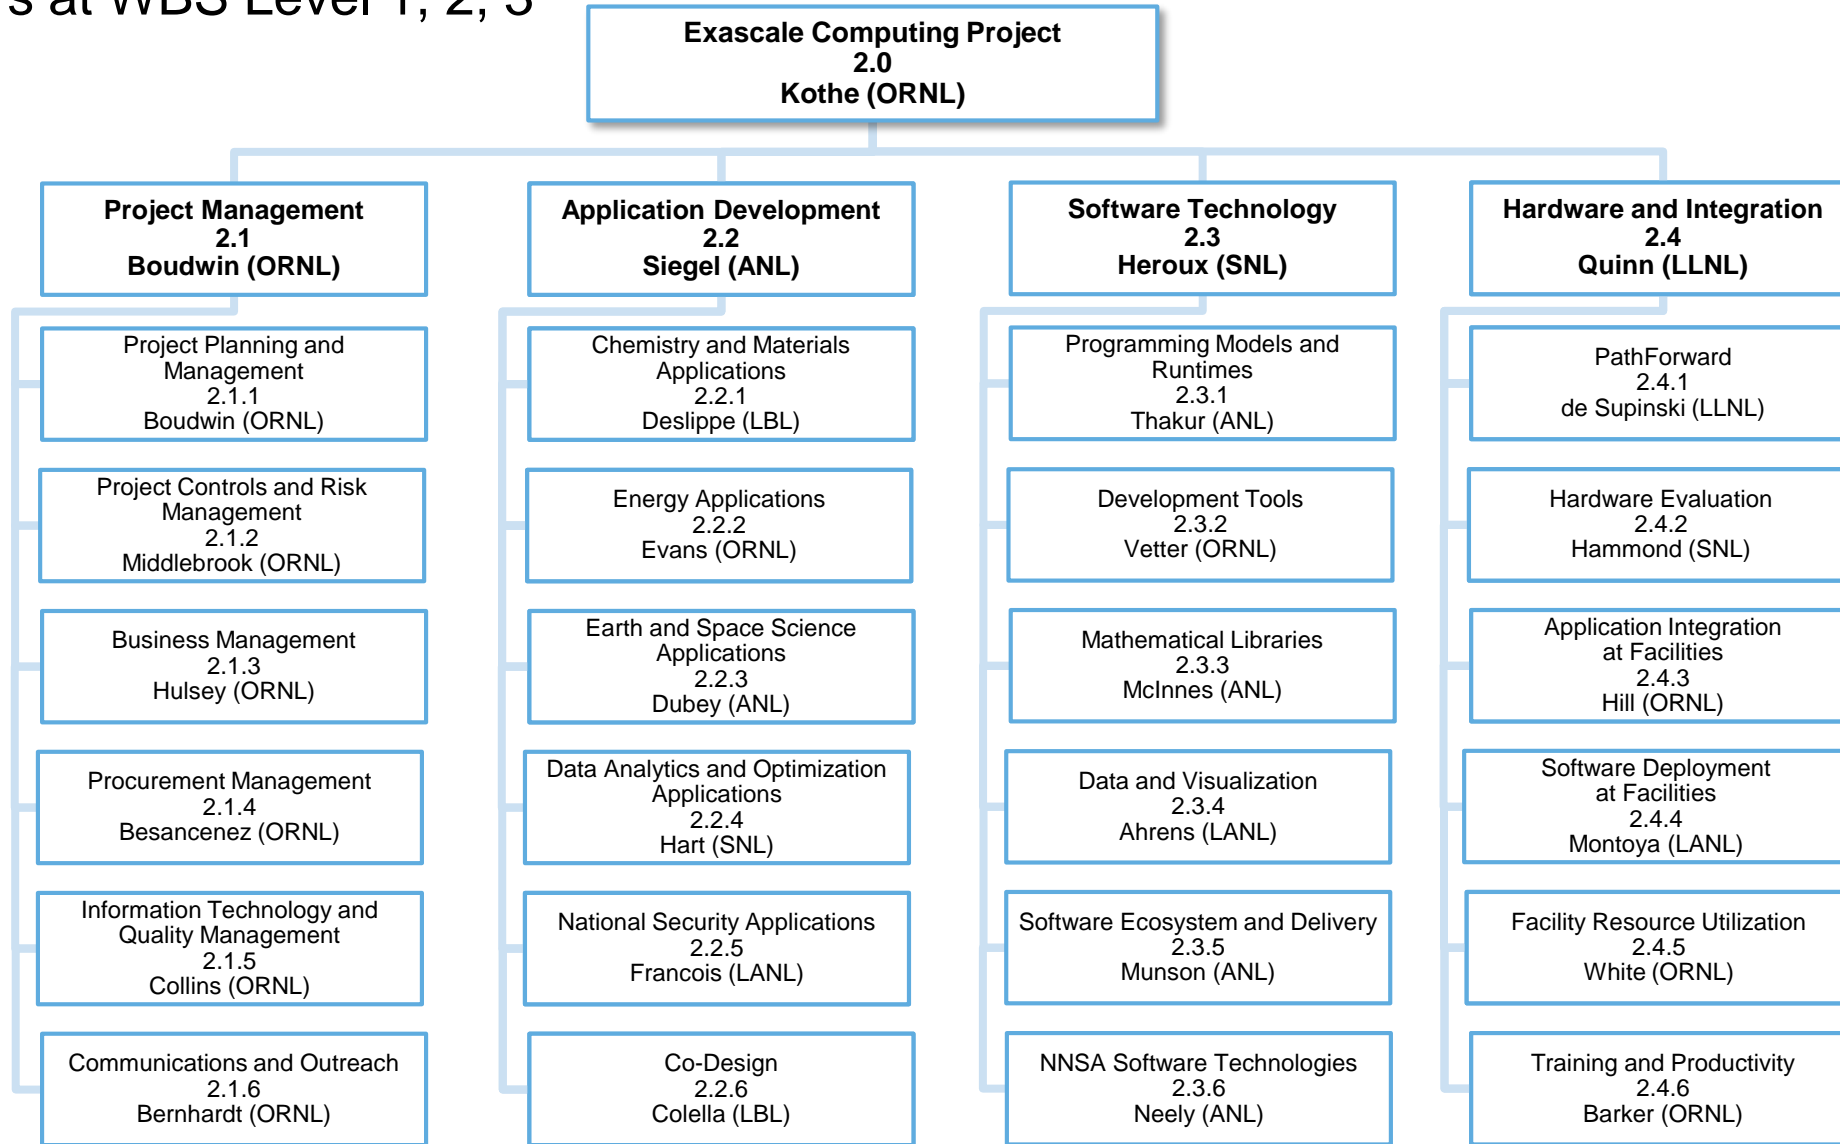 s at WBS Level 1, 2, 3
Exascale Computing Project
2.0
Kothe (ORNL)
Project Management
2.1
Boudwin (ORNL)
Project Planning and
Management
2.1.1
Boudwin (ORNL)
Project Controls and Risk
Management
2.1.2
Middlebrook (ORNL)
Business Management
2.1.3
Hulsey (ORNL)
Procurement Management
2.1.4
Besancenez (ORNL)
Information Technology and
Quality Management
2.1.5
Collins (ORNL)
Communications and Outreach
2.1.6
Bernhardt (ORNL)
Application Development
2.2
Siegel (ANL)
Chemistry and Materials
Applications
2.2.1
Deslippe (LBL)
Energy Applications
2.2.2
Evans (ORNL)
Earth and Space Science
Applications
2.2.3
Dubey (ANL)
Data Analytics and Optimization
Applications
2.2.4
Hart (SNL)
National Security Applications
2.2.5
Francois (LANL)
Co-Design
2.2.6
Colella (LBL)
Software Technology
2.3
Heroux (SNL)
Programming Models and
Runtimes
2.3.1
Thakur (ANL)
Development Tools
2.3.2
Vetter (ORNL)
Mathematical Libraries
2.3.3
McInnes (ANL)
Data and Visualization
2.3.4
Ahrens (LANL)
Software Ecosystem and Delivery
2.3.5
Munson (ANL)
NNSA Software Technologies
2.3.6
Neely (ANL)
Hardware and Integration
2.4
Quinn (LLNL)
PathForward
2.4.1
de Supinski (LLNL)
Hardware Evaluation
2.4.2
Hammond (SNL)
Application Integration
at Facilities
2.4.3
Hill (ORNL)
Software Deployment
at Facilities
2.4.4
Montoya (LANL)
Facility Resource Utilization
2.4.5
White (ORNL)
Training and Productivity
2.4.6
Barker (ORNL)